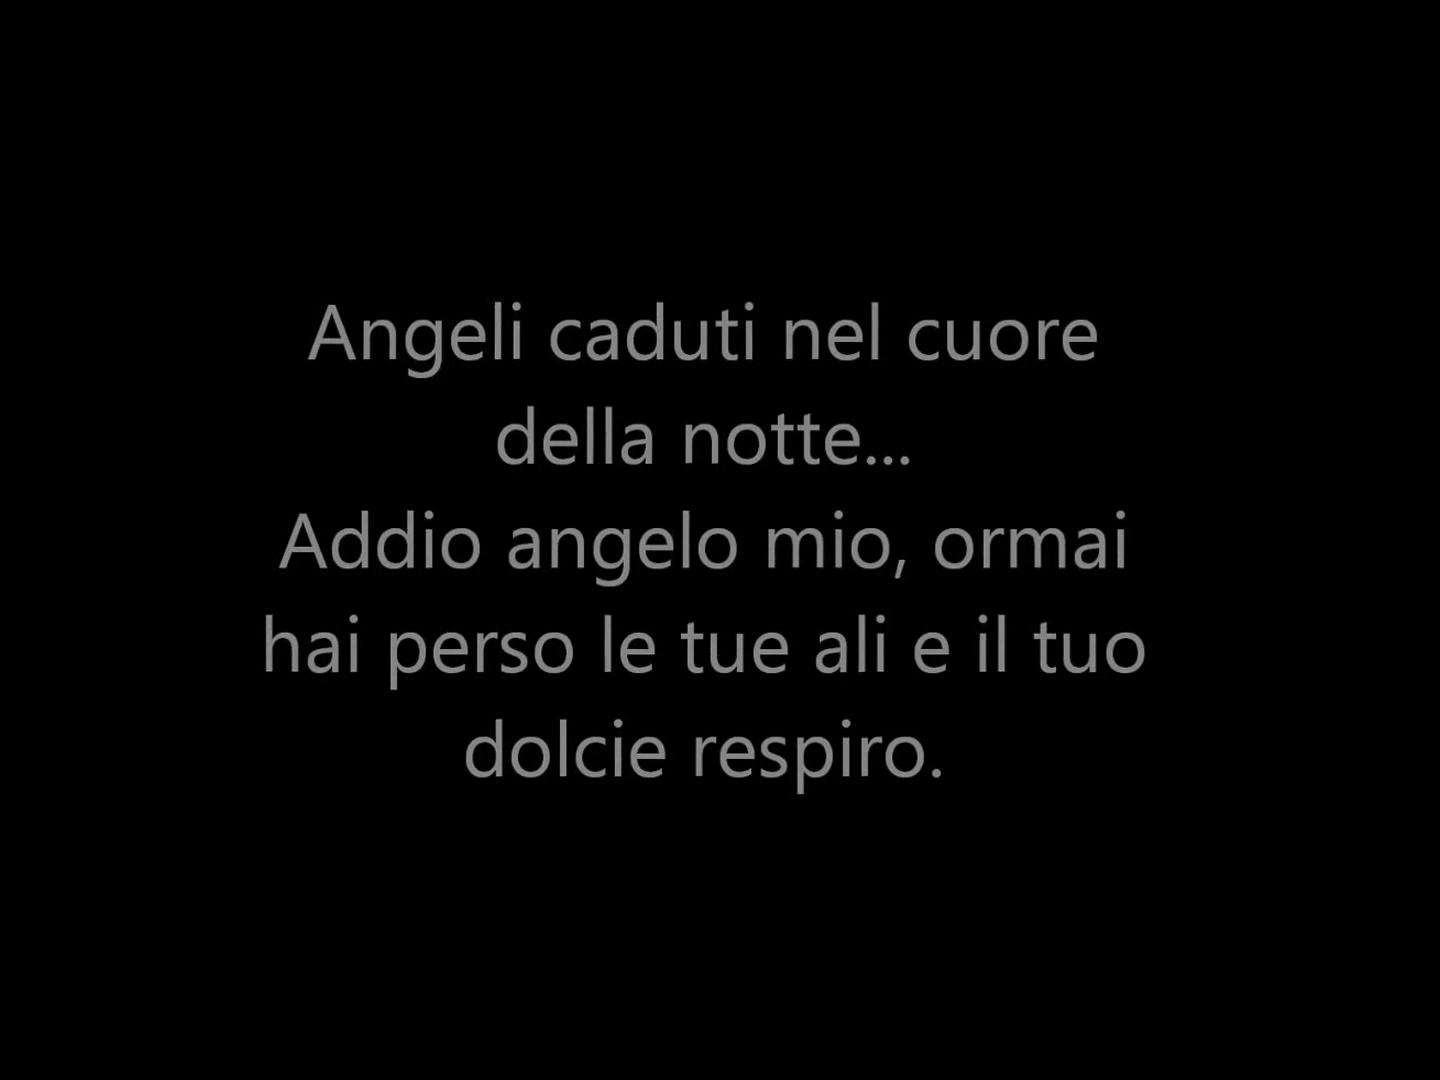 Angeli caduti nel cuore
della notte...
Addio angelo mio, ormai
hai perso le tue ali e il tuo
dolcie respiro.